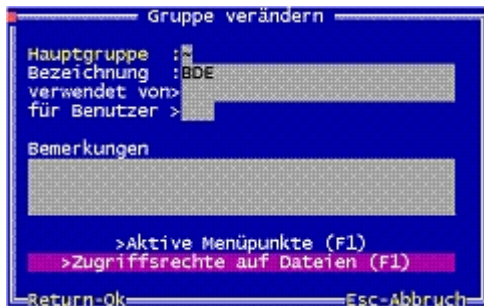 Gruppe verändern
Hauptgruppe :~
Bezeichnung :BDE
verwendet von>
für Benutzer >
Bemerkungen
>Aktive Menüpunkte (F1)
>Zugriffsrechte auf Dateien (F1)
Return-Ok Esc-Abbruch